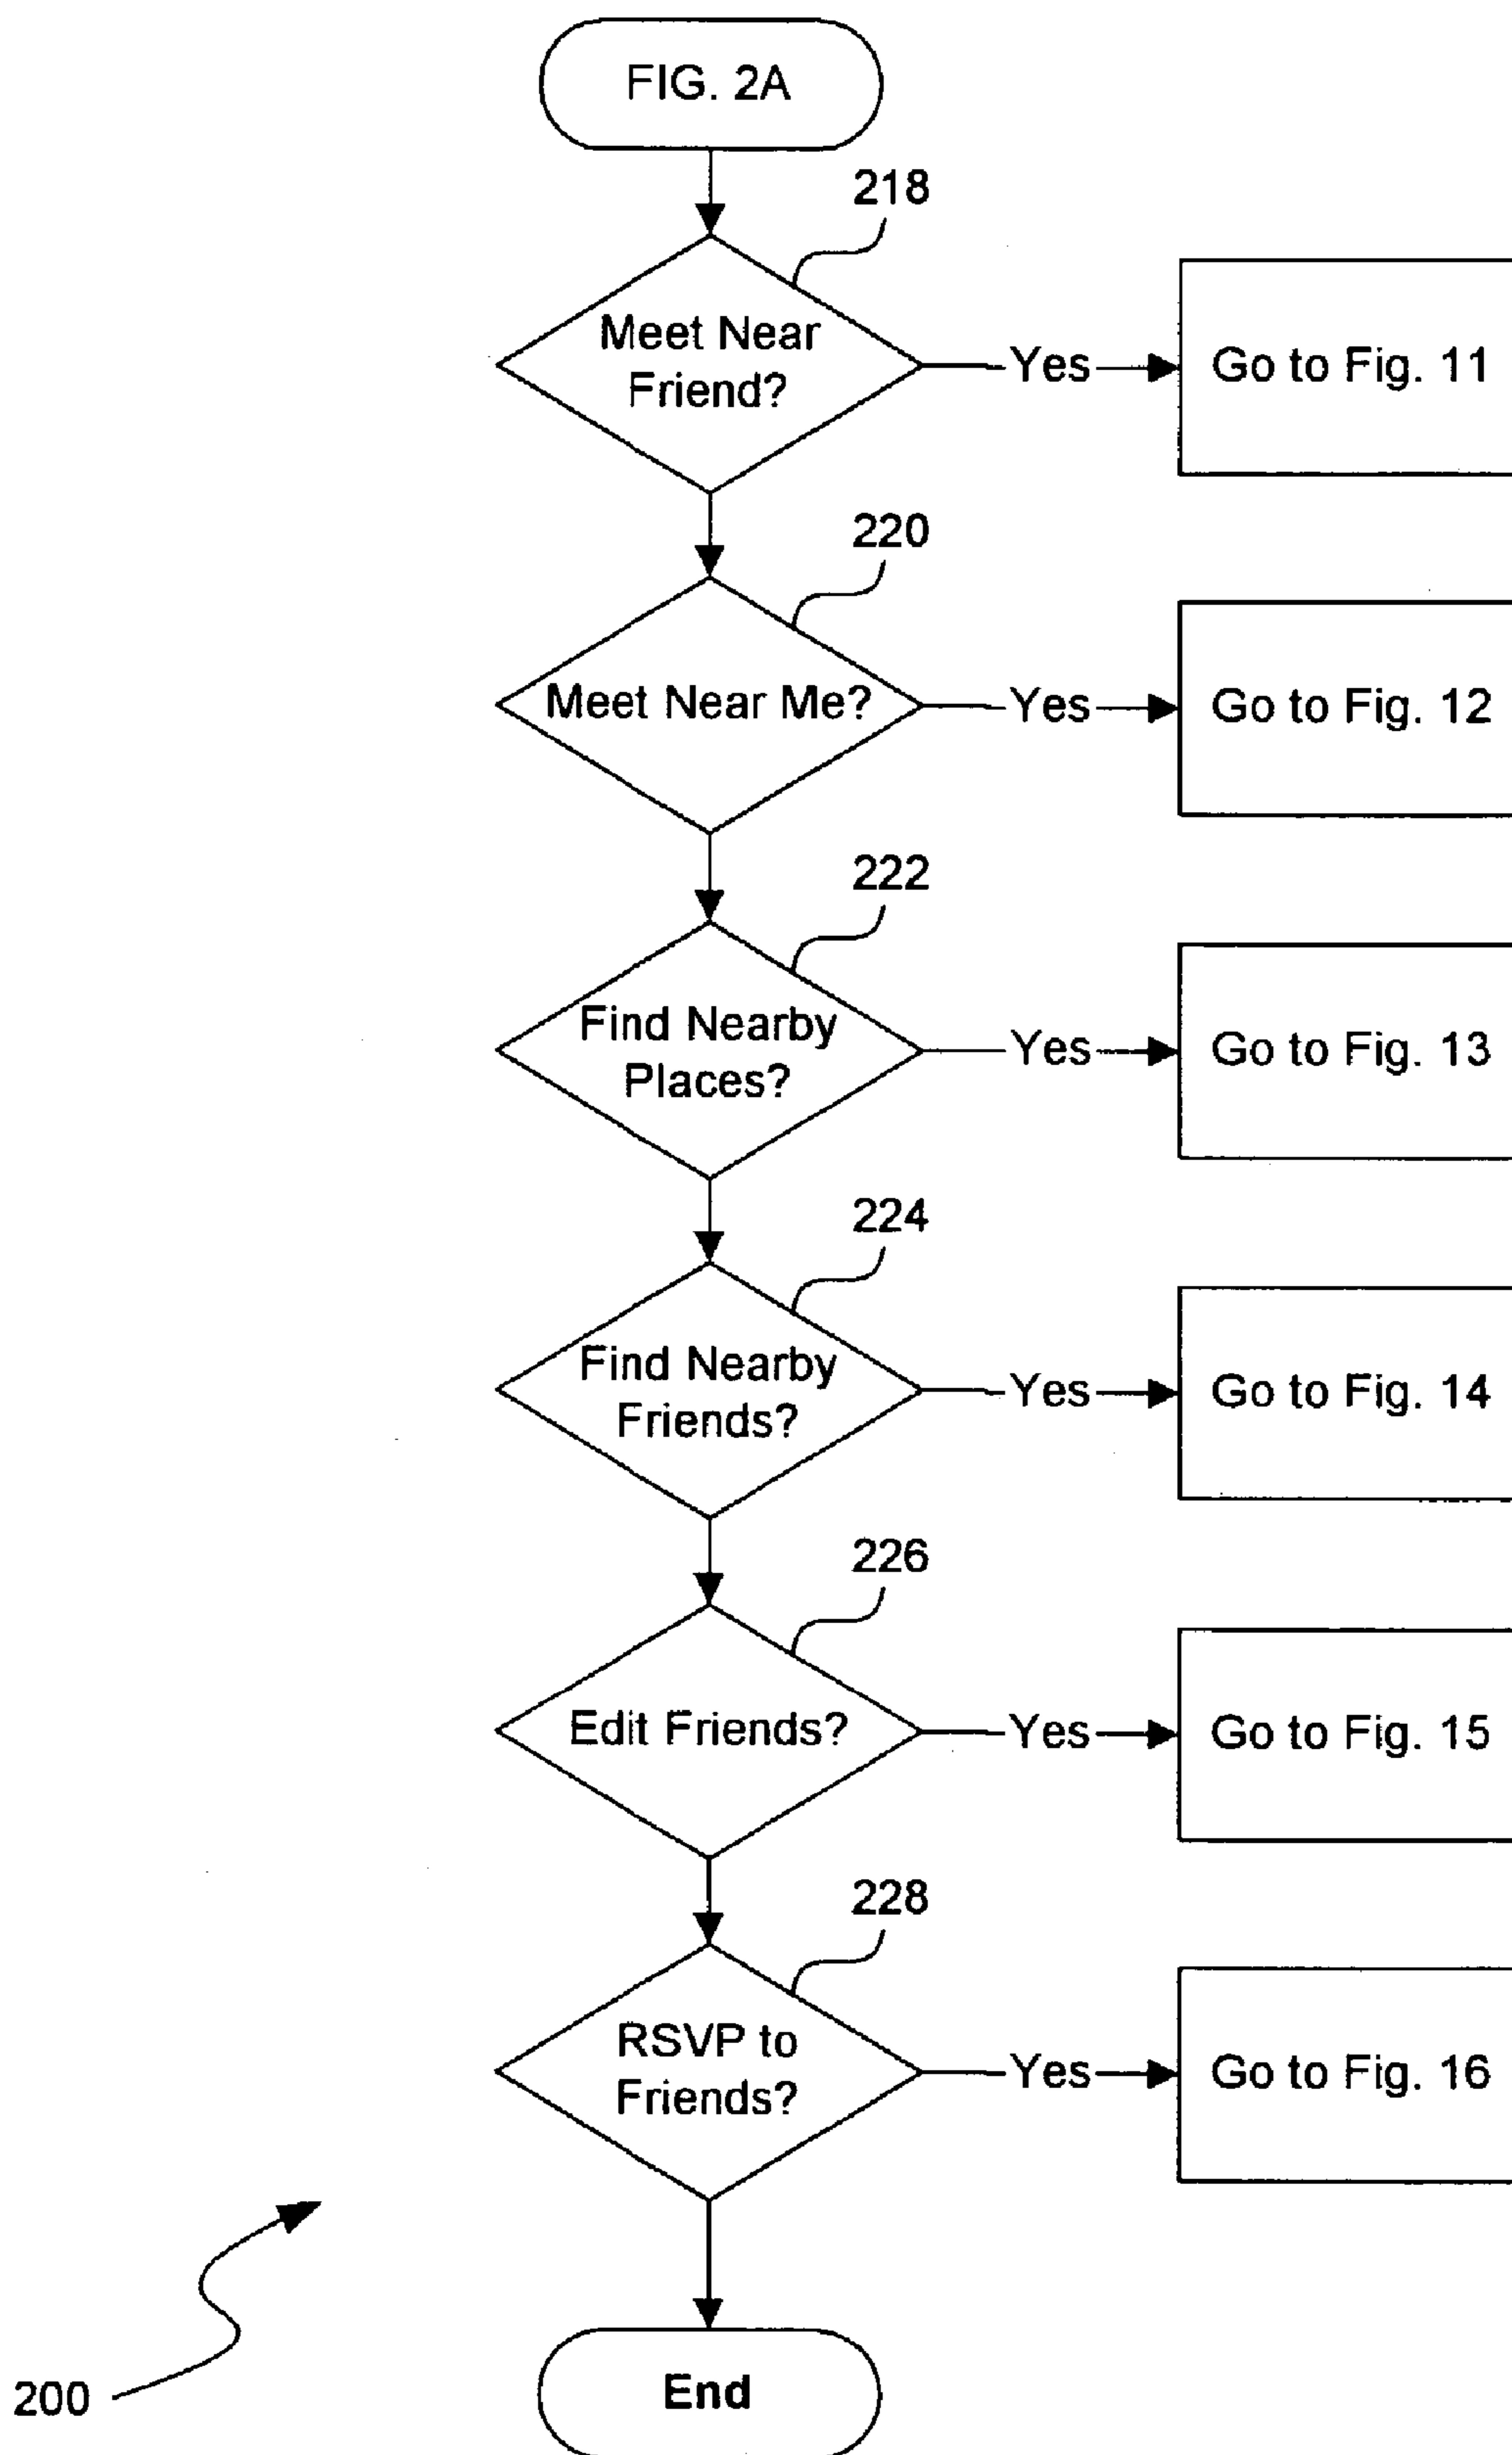 FIG. 2A
218
Meet Near
Friend?
Yes
Go to Fig. 11
220
Meet Near Me?
Yes
Go to Fig. 12
222
Find Nearby
Places?
Yes
Go to Fig. 13
224
Find Nearby
Friends?
Yes
Go to Fig. 14
226
Edit Friends?
Yes
Go to Fig. 15
228
RSVP to
Friends?
Yes
Go to Fig. 16
End
200